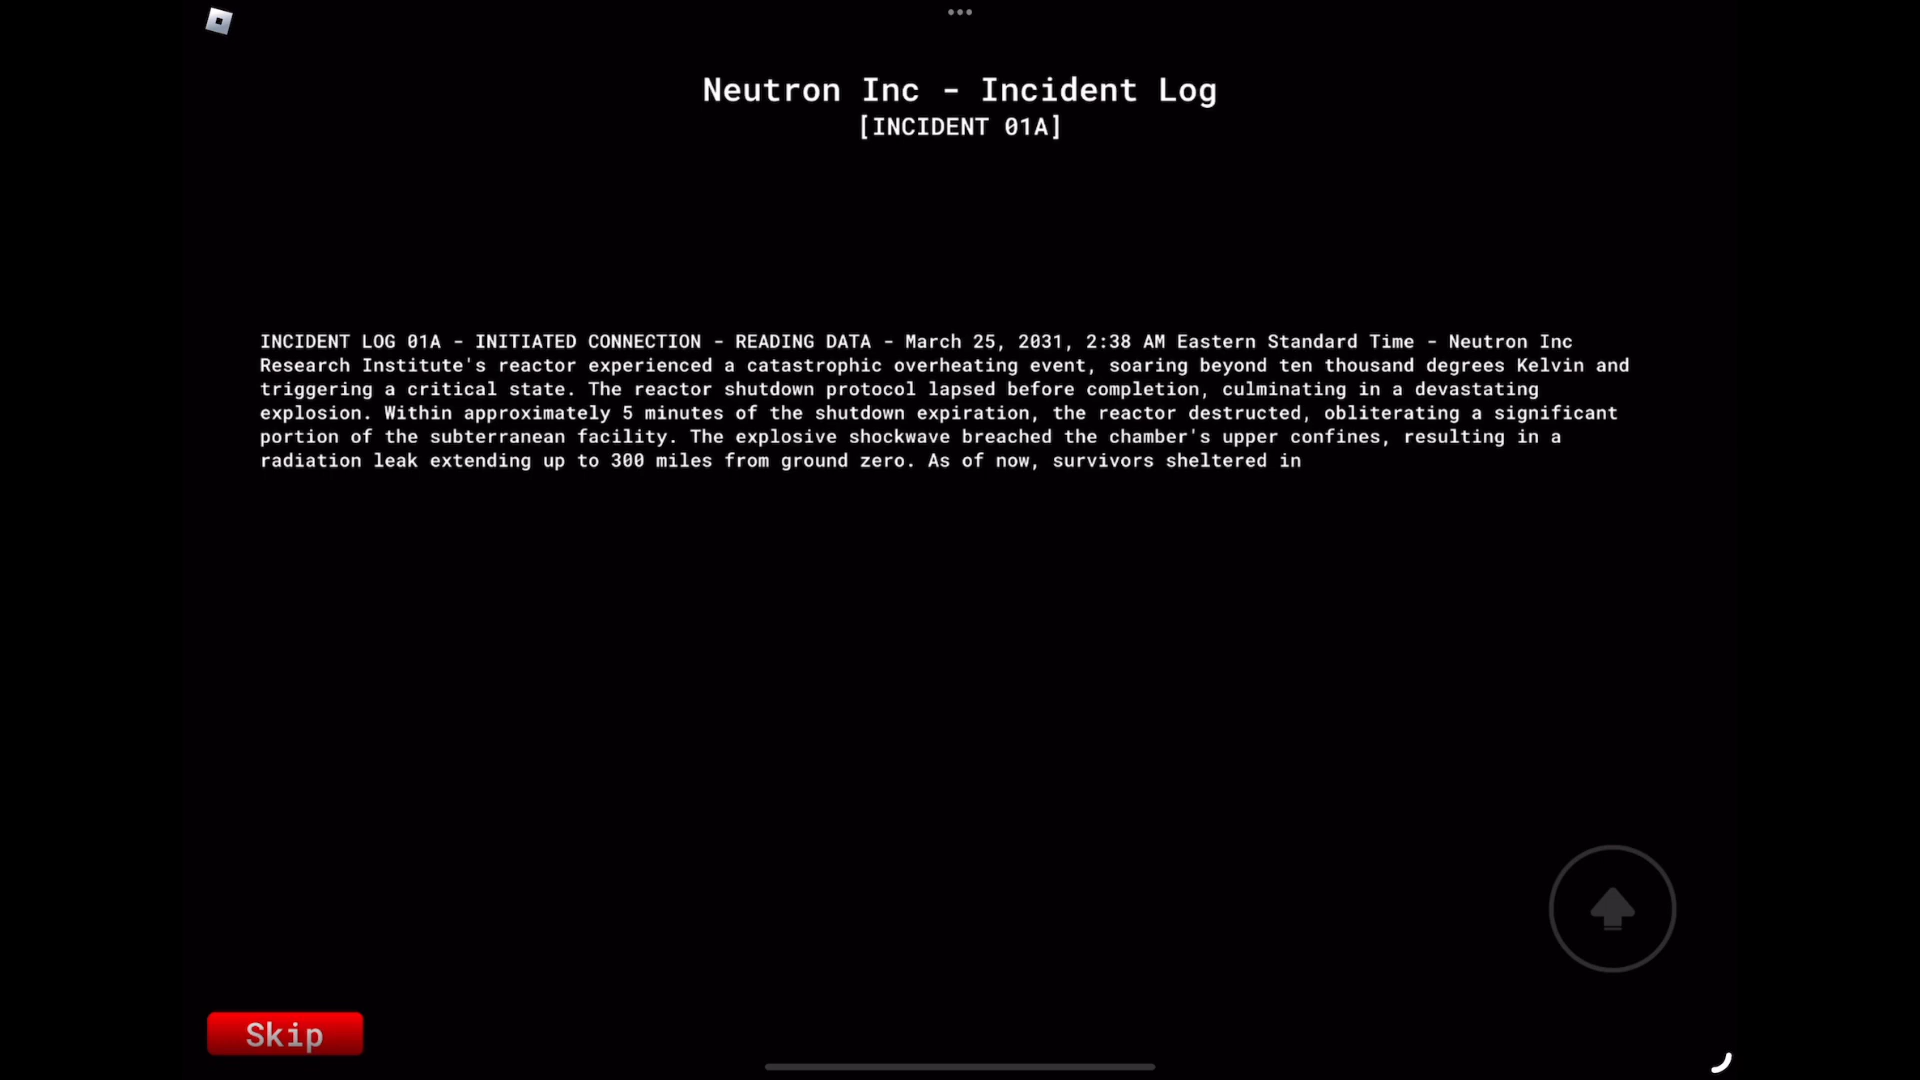 Neutron Inc - Incident Log
[INCIDENT 01A]
INCIDENT LOG 01A - INITIATED CONNECTION - READING DATA - March 25, 2031, 2:38 AM Eastern Standard Time - Neutron Inc
Research Institute's reactor experienced a catastrophic overheating event, soaring beyond ten thousand degrees Kelvin and
triggering a critical state. The reactor shutdown protocol lapsed before completion, culminating in a devastating
explosion. Within approximately 5 minutes of the shutdown expiration, the reactor destructed, obliterating a significant
portion of the subterranean facility. The explosive shockwave breached the chamber's upper confines, resulting in a
radiation leak extending up to 300 miles from ground zero. As of now, survivors sheltered in
Skip